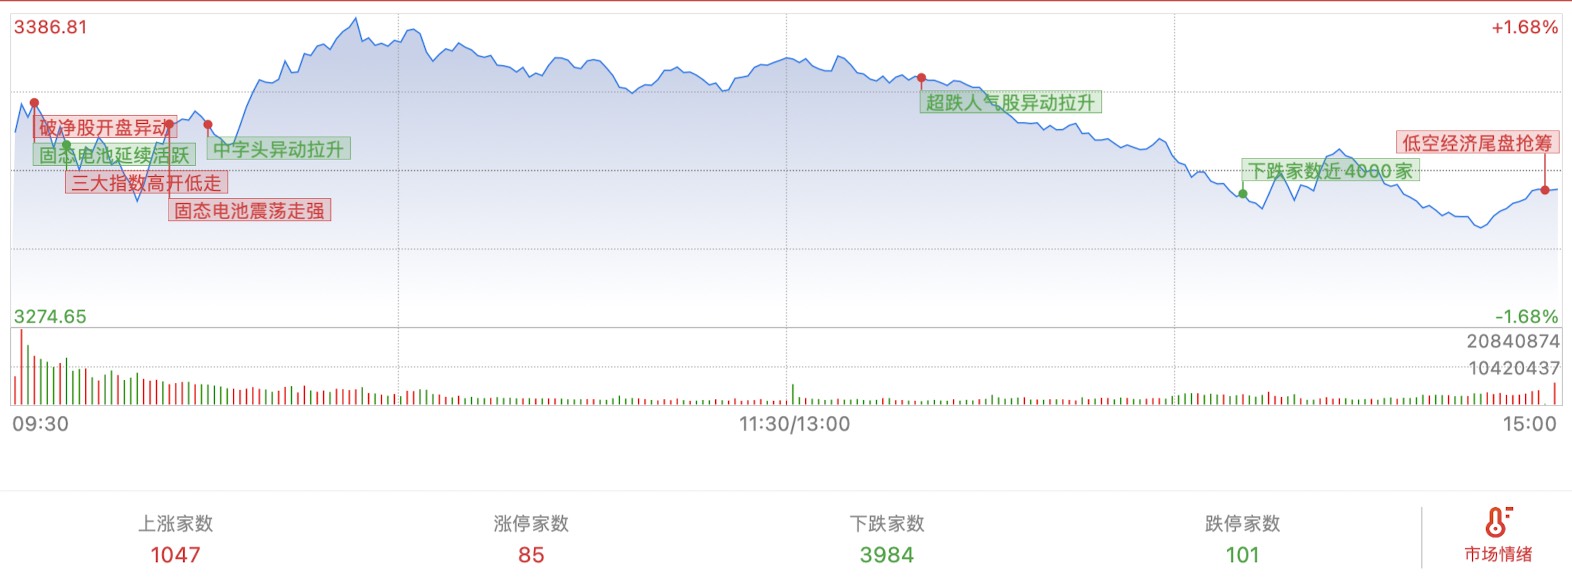 3386.81
+1.68%
破净股开盘异动
固态电池延续活跃
三大指数高开低走
固态电池震荡走强
中字头异动拉升
超跌人气股异动拉升
下跌家数近4000家
低空经济尾盘抢筹
3274.65
-1.68%
20840874
10420437
09:30
11:30/13:00
15:00
上涨家数
涨停家数
下跌家数
跌停家数
1047
85
3984
101
市场情绪